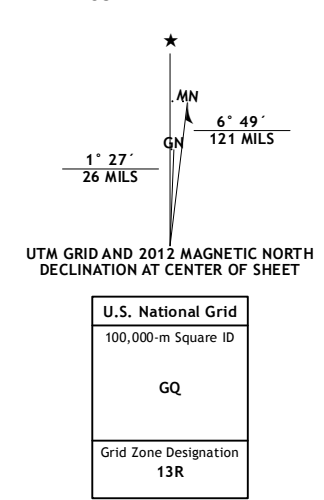 ★
MN
GN
6° 49´
121 MILS
1° 27´
26 MILS
UTM GRID AND 2012 MAGNETIC NORTH
DECLINATION AT CENTER OF SHEET
U.S. National Grid
100,000-m Square ID
GQ
Grid Zone Designation
13R